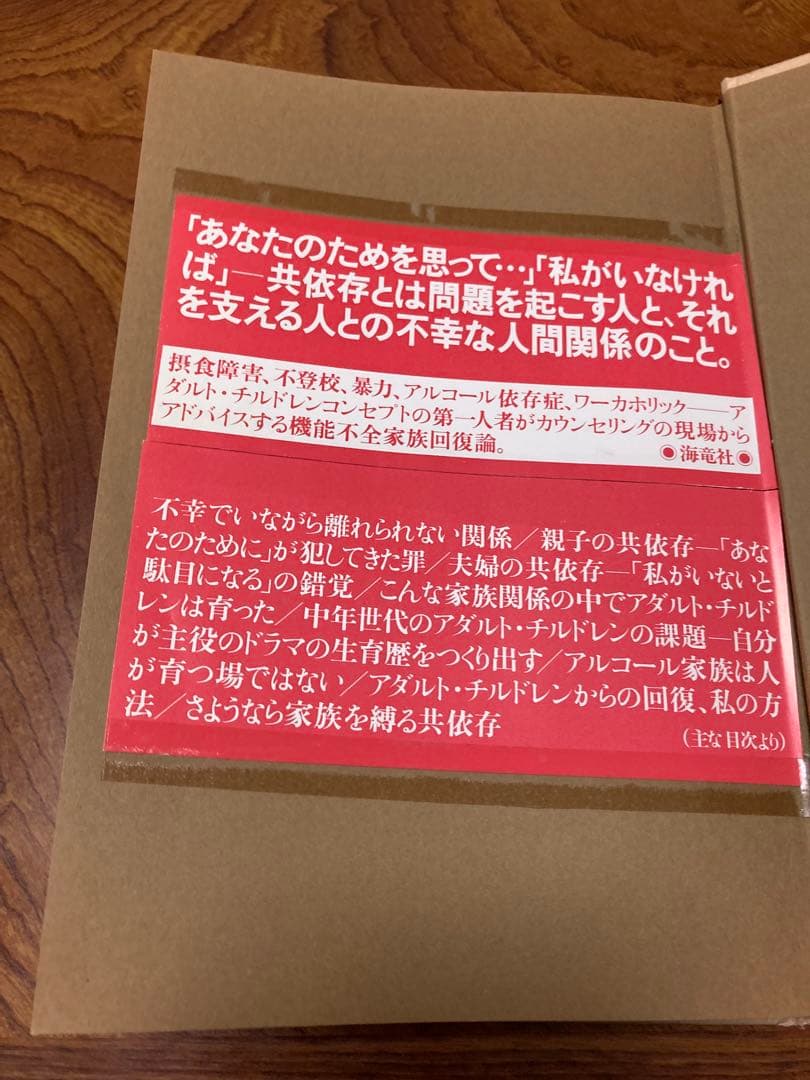 「あなたのためを思って…」「私がいなけれ
ば」―共依存とは問題を起こす人と、それ
を支える人との不幸な人間関係のこと。
摂食障害、不登校、暴力、アルコール依存症、ワーカホリック――ア
ダルト・チルドレンコンセプトの第一人者がカウンセリングの現場から
アドバイスする機能不全家族回復論。 ◉海竜社◉
不幸でいながら離れられない関係／親子の共依存―「あな
たのために」が犯してきた罪／夫婦の共依存―「私がいないと
駄目になる」の錯覚／こんな家族関係の中でアダルト・チルド
レンは育った／中年世代のアダルト・チルドレンの課題―自分
が主役のドラマの生育歴をつくり出す／アルコール家族は人
が育つ場ではない／アダルト・チルドレンからの回復、私の方
法／さようなら家族を縛る共依存
（主な目次より）